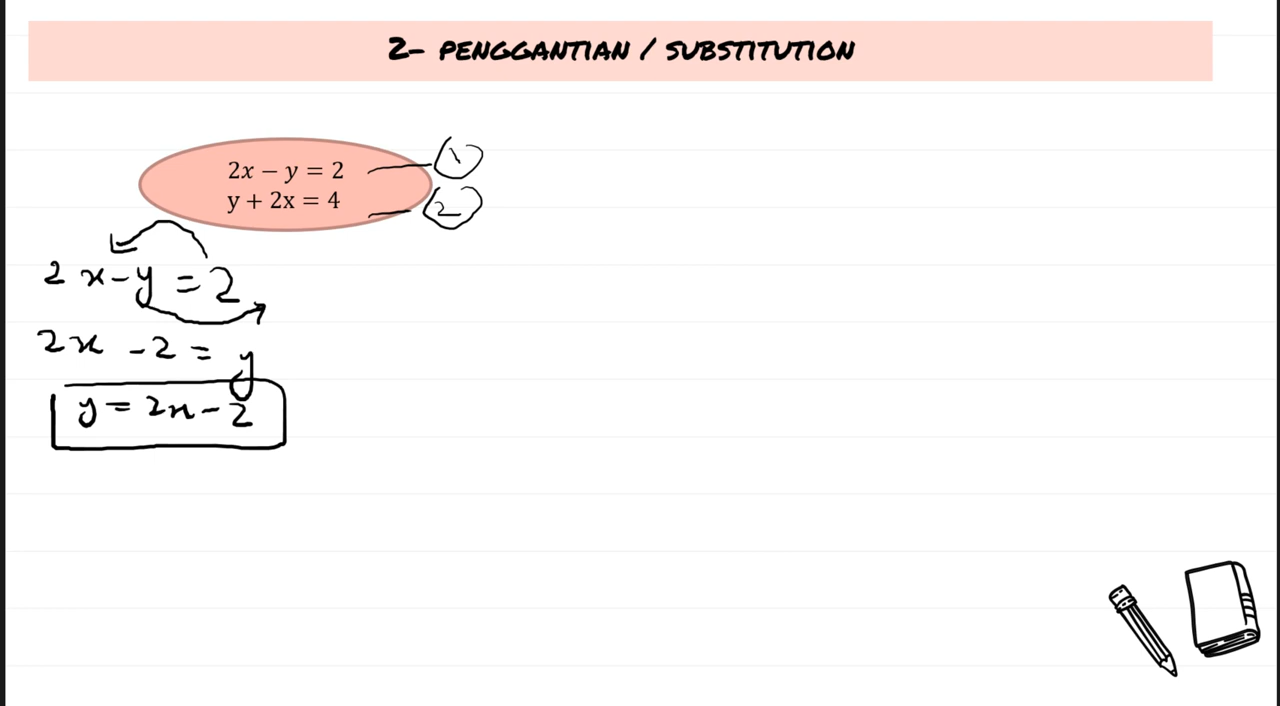 2- PENGGANTIAN / SUBSTITUTION
2x − y = 2
1
y + 2x = 4
2
2x-y = 2
2x -2 = y
y = 2x-2